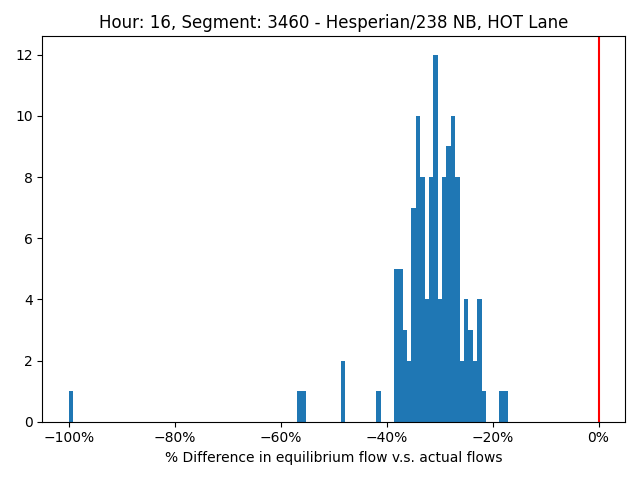 Hour: 16, Segment: 3460 - Hesperian/238 NB, HOT Lane
12
10
8
6
4
2
0
−100% −80% −60% −40% −20% 0%
% Difference in equilibrium flow v.s. actual flows